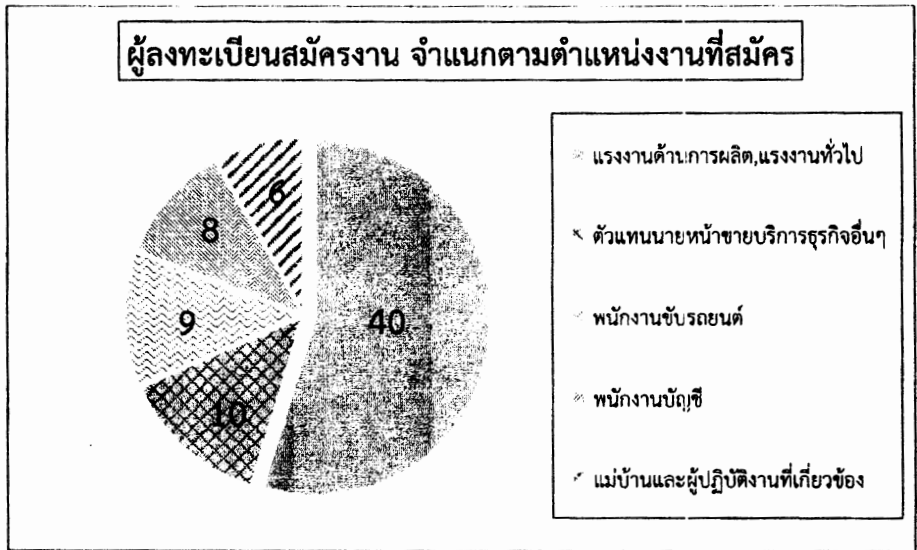 ผู้ลงทะเบียนสมัครงาน จำแนกตามตำแหน่งงานที่สมัคร
6
8
9
40
10
แรงงานด้านการผลิต,แรงงานทั่วไป
ตัวแทนนายหน้าขายบริการธุรกิจอื่นๆ
พนักงานขับรถยนต์
พนักงานบัญชี
แม่บ้านและผู้ปฏิบัติงานที่เกี่ยวข้อง